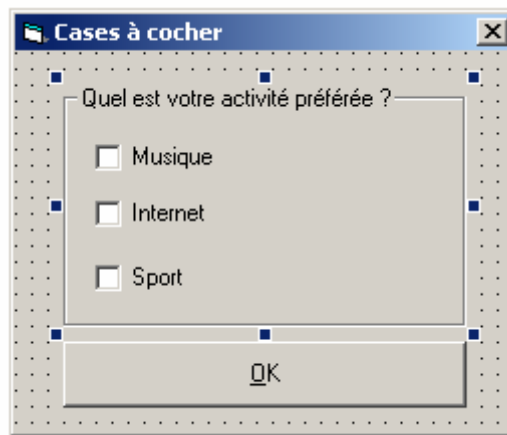 Cases à cocher
Quel est votre activité préférée ?
Musique
Internet
Sport
OK